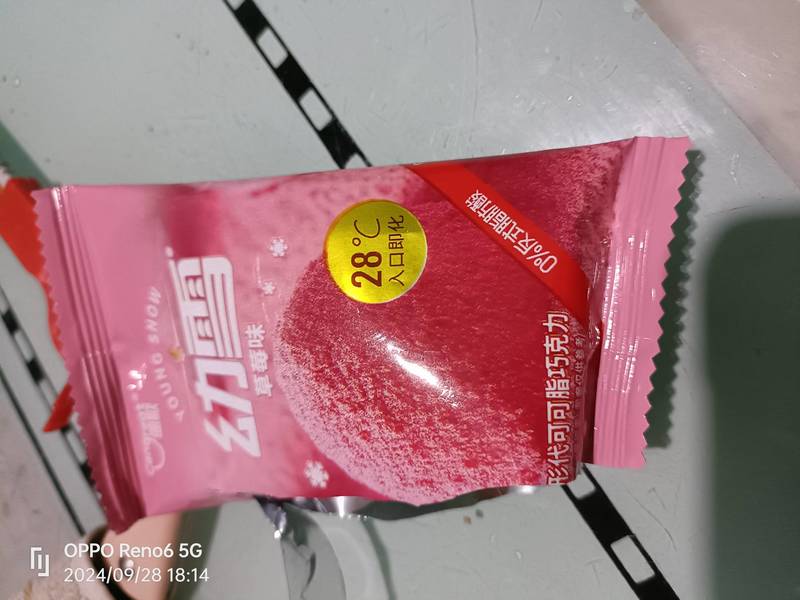 YOUNG SNOW
幼雪
草莓味
28℃
入口即化
0%反式脂肪酸
形代可可脂巧克力
OPPO Reno6 5G
2024/09/28 18:14